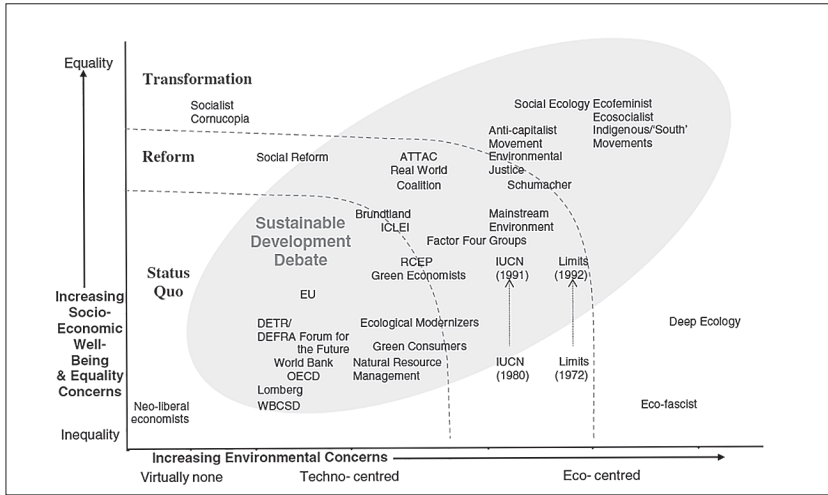 Equality
Transformation
Socialist
Cornucopia
Social Ecology Ecofeminist
Ecosocialist
Indigenous/‘South’
Movements
Anti-capitalist
Movement
Environmental
Justice
Reform
Social Reform
ATTAC
Real World
Coalition
Schumacher
Sustainable
Development
Debate
Brundtland
ICLEI
Mainstream
Environment
Factor Four Groups
Status
Quo
RCEP
Green Economists
IUCN
(1991)
Limits
(1992)
EU
Increasing
Socio-
Economic
Well-
Being
& Equality
Concerns
DETR/
DEFRA Forum for
the Future
World Bank
OECD
Lomberg
WBCSD
Ecological Modernizers
Green Consumers
Natural Resource
Management
IUCN
(1980)
Limits
(1972)
Deep Ecology
Eco-fascist
Neo-liberal
economists
Inequality
Increasing Environmental Concerns
Virtually none
Techno- centred
Eco- centred